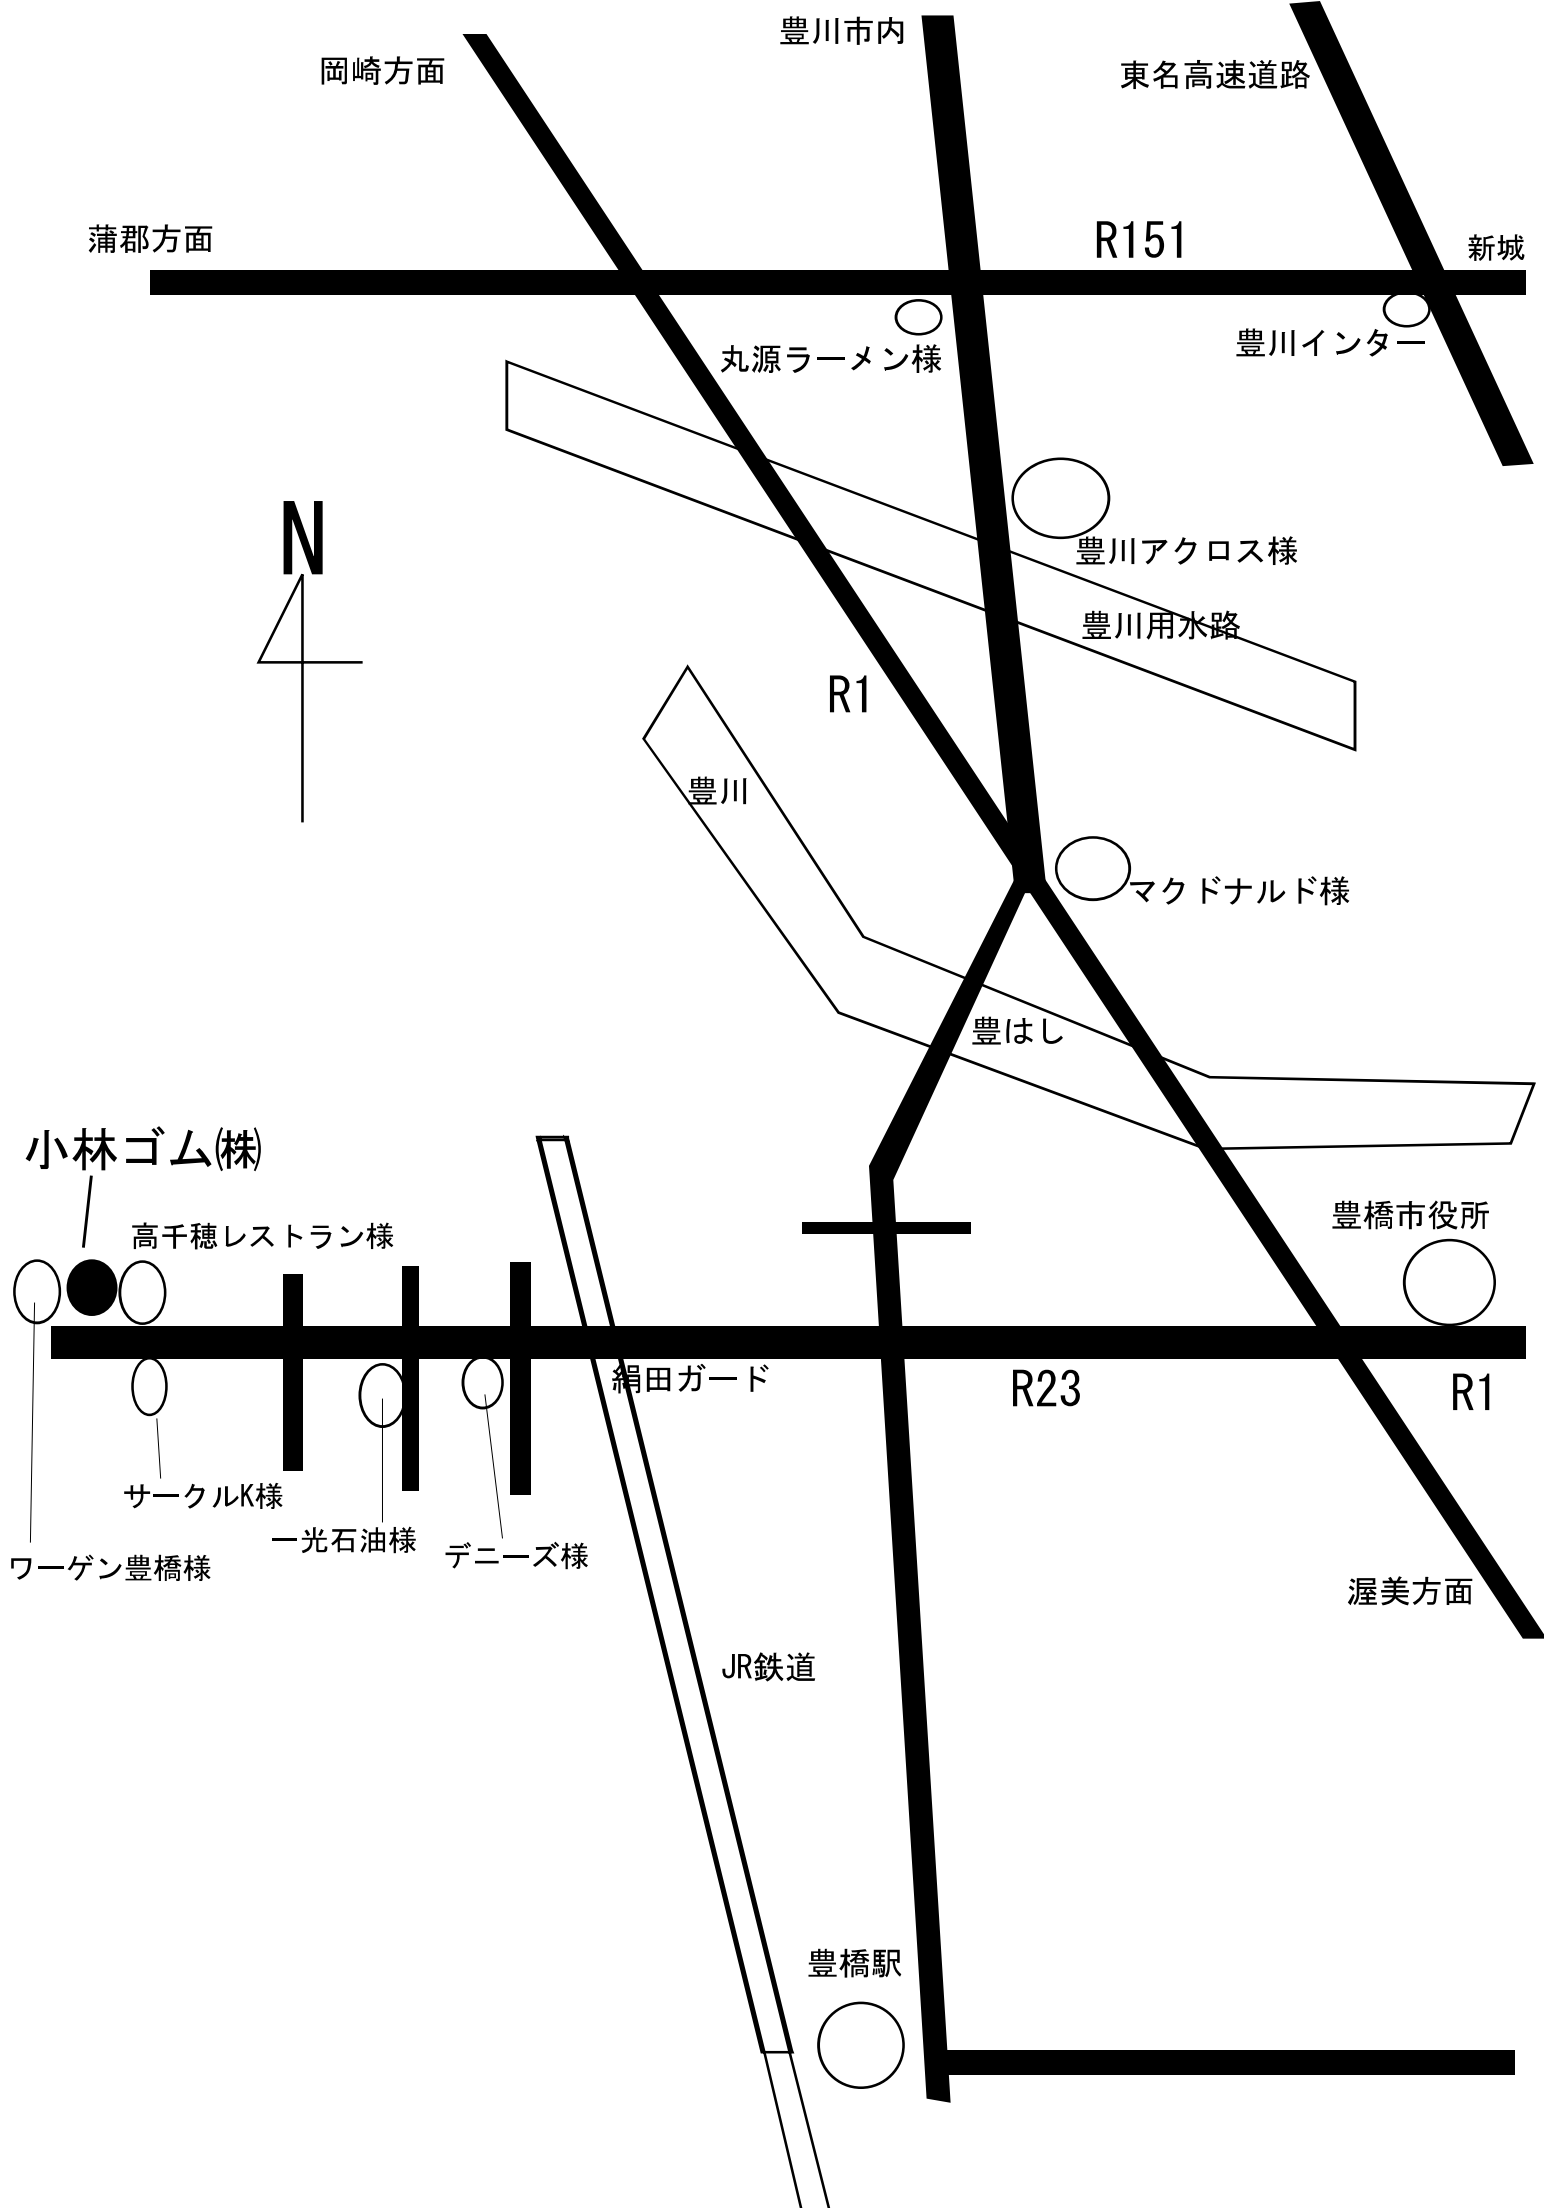 豊川市内
岡崎方面
東名高速道路
蒲郡方面
R151
新城
丸源ラーメン様
豊川インター
N
豊川アクロス様
豊川用水路
R1
豊川
マクドナルド様
豊はし
小林ゴム㈱
高千穂レストラン様
豊橋市役所
絹田ガード
R23
R1
サークルK様
一光石油様
デニーズ様
ワーゲン豊橋様
渥美方面
JR鉄道
豊橋駅